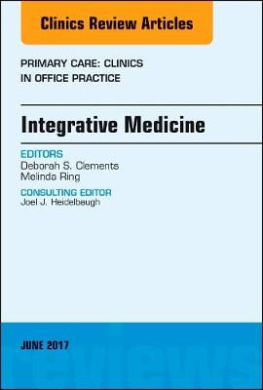 Clinics Review Articles
PRIMARY CARE: CLINICS
IN OFFICE PRACTICE
Integrative Medicine
EDITORS
Deborah S. Clements
Melinda Ring
CONSULTING EDITOR
Joel J. Heidelbaugh
JUNE 2017
reviews